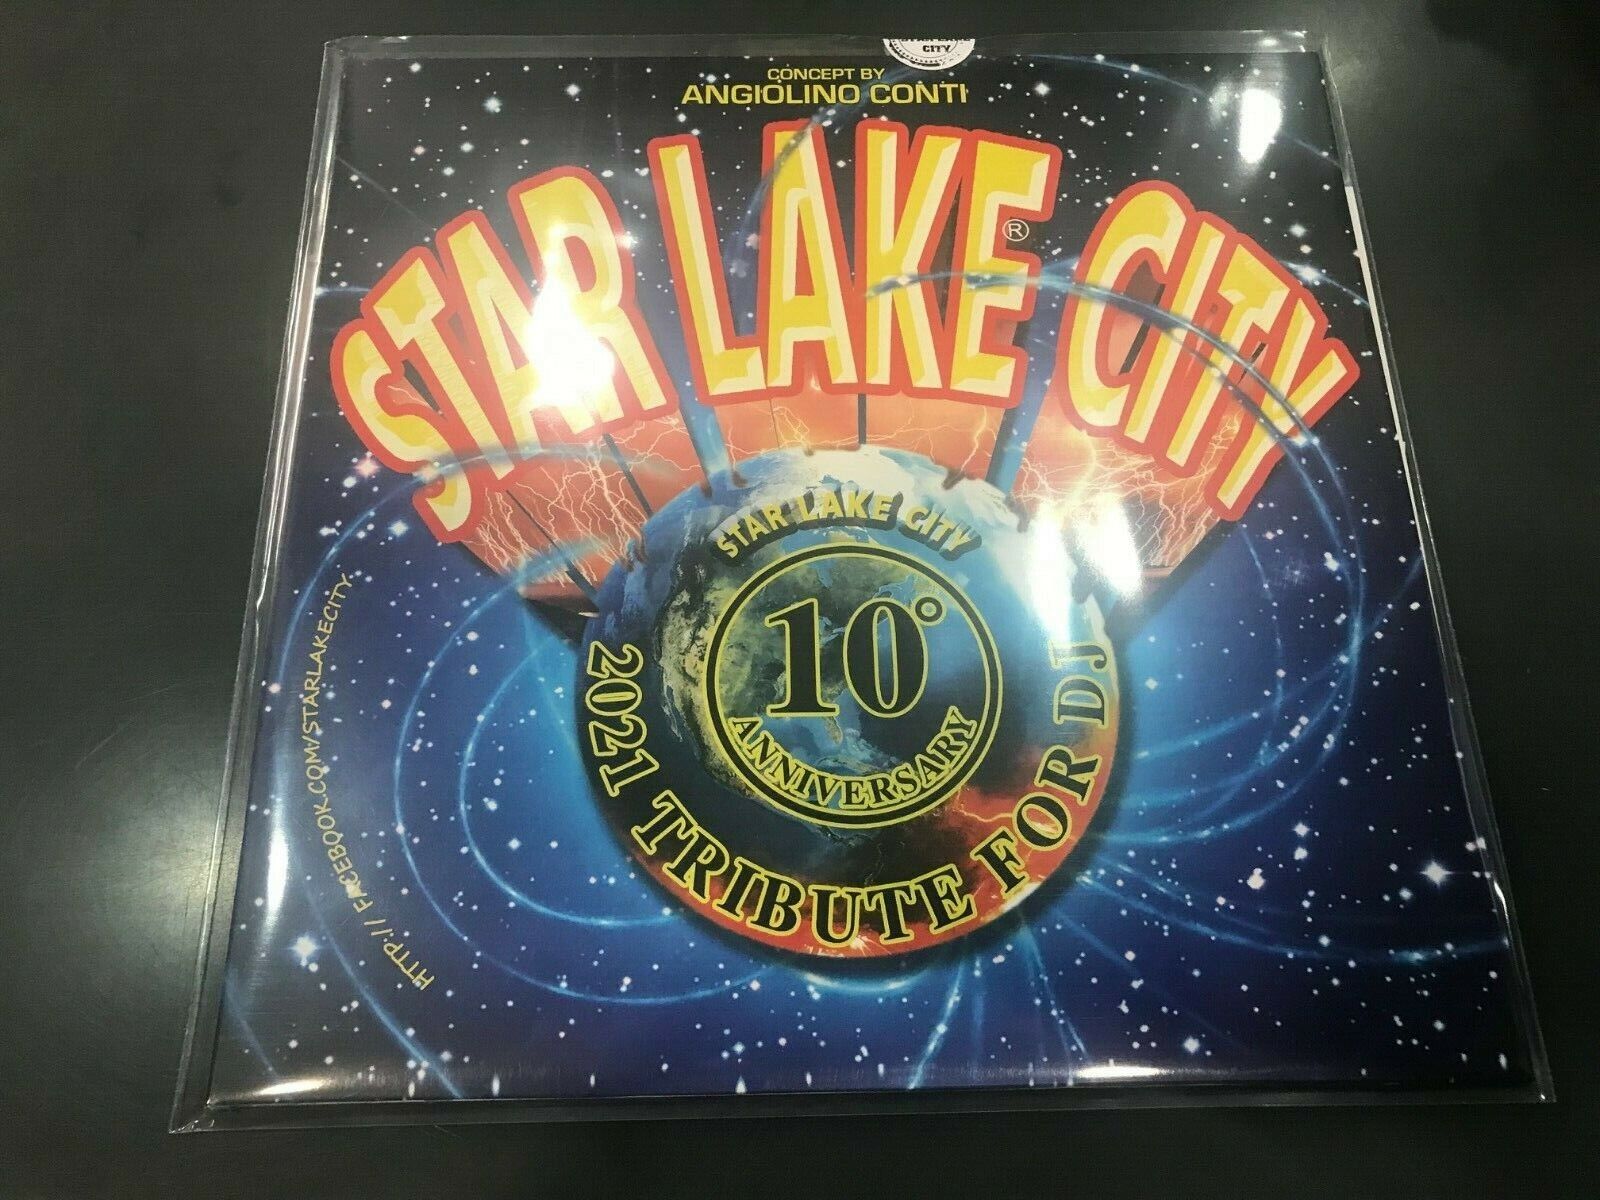 CITY
CONCEPT BY
ANGIOLINO CONTI
STAR LAKE CITY
®
STAR LAKE CITY
10°
ANNIVERSARY
2021 TRIBUTE FOR DJ
HTTP://FACEBOOK.COM/STARLAKECITY